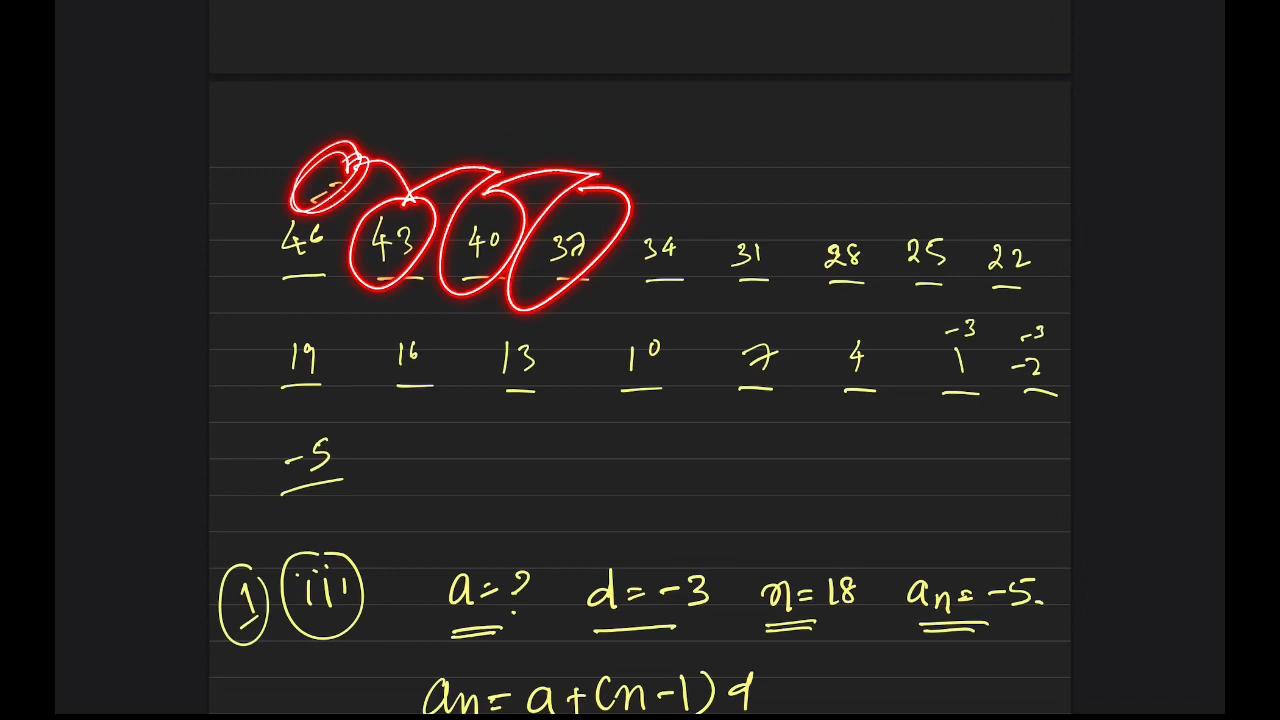 46 43 40 37 34 31 28 25 22
-3 -3
19 16 13 10 7 4 1 -2
-5
1 iii a=? d=-3 n=18 an=-5.
an=a+(n-1)d